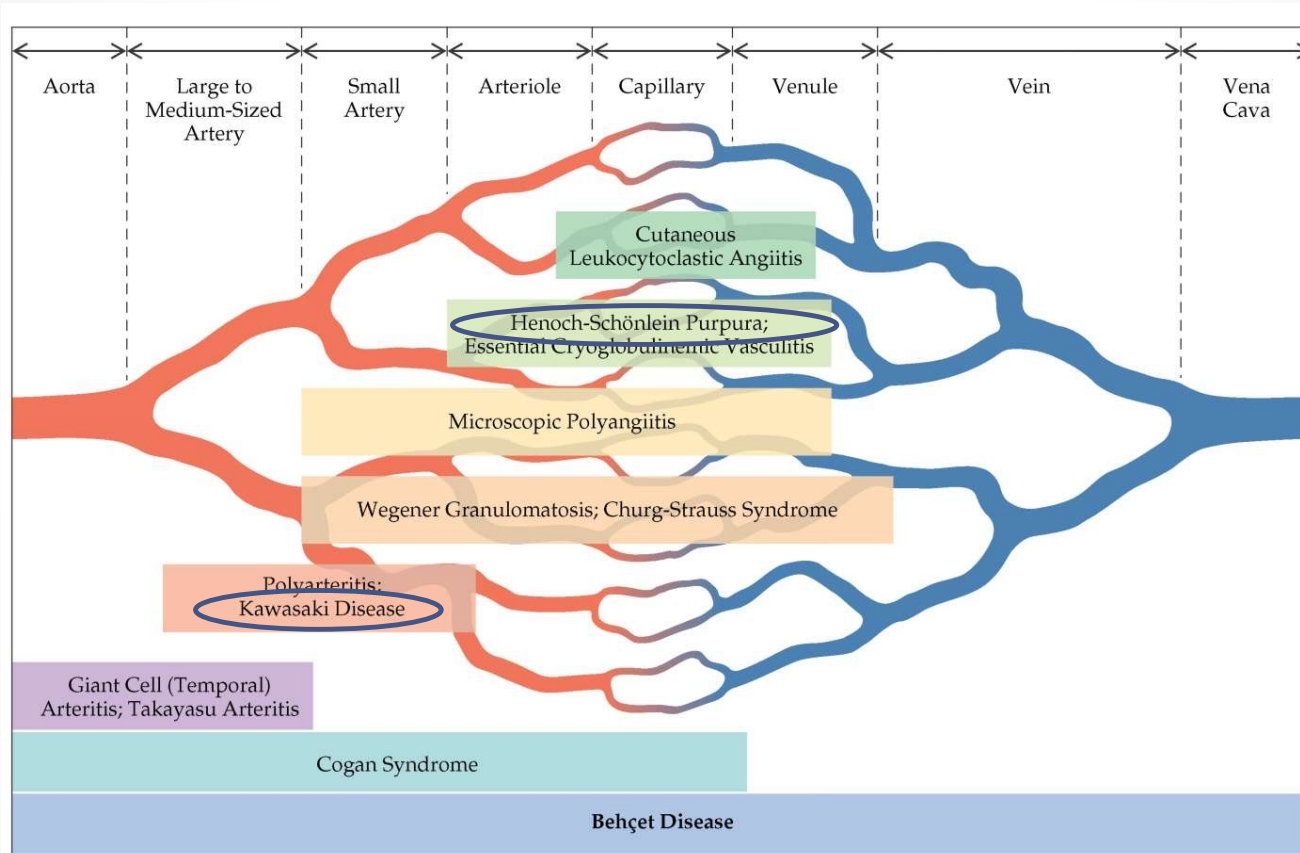 Aorta
Large to
Medium-Sized
Artery
Small
Artery
Arteriole
Capillary
Venule
Vein
Vena
Cava
Cutaneous
Leukocytoclastic Angiitis
Henoch-Schönlein Purpura;
Essential Cryoglobulinemic Vasculitis
Microscopic Polyangiitis
Wegener Granulomatosis; Churg-Strauss Syndrome
Polyarteritis;
Kawasaki Disease
Giant Cell (Temporal)
Arteritis; Takayasu Arteritis
Cogan Syndrome
Behçet Disease